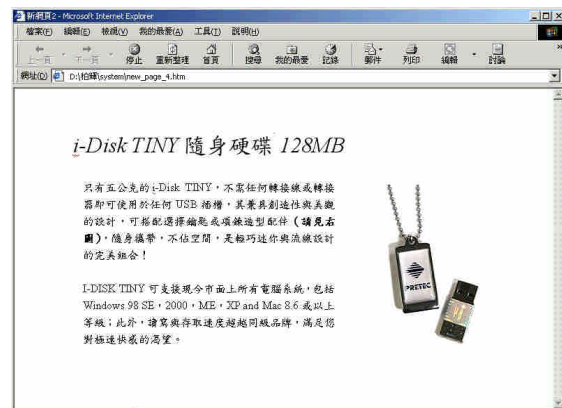 新網頁2 - Microsoft Internet Explorer
檔案(F) 編輯(E) 檢視(V) 我的最愛(A) 工具(T) 說明(H)
上一頁 下一頁 停止 重新整理 首頁 搜尋 我的最愛 記錄 郵件 列印 編輯 討論
網址(D) D:\柏輝\system\new_page_4.htm
i-Disk TINY 隨身硬碟 128MB
只有五公克的 i-Disk TINY，不需任何轉接線或轉接
器即可使用於任何 USB 插槽，其兼具創造性與美觀
的設計，可搭配選擇鑰匙或項鍊造型配件（請見右
圖），隨身攜帶，不佔空間，是輕巧迷你與流線設計
的完美組合！
I-DISK TINY 可支援現今市面上所有電腦系統，包括
Windows 98 SE，2000，ME，XP and Mac 8.6 或以上
等級；此外，讀寫與存取速度超越同級品牌，滿足您
對極速快感的渴望。
PRETEC